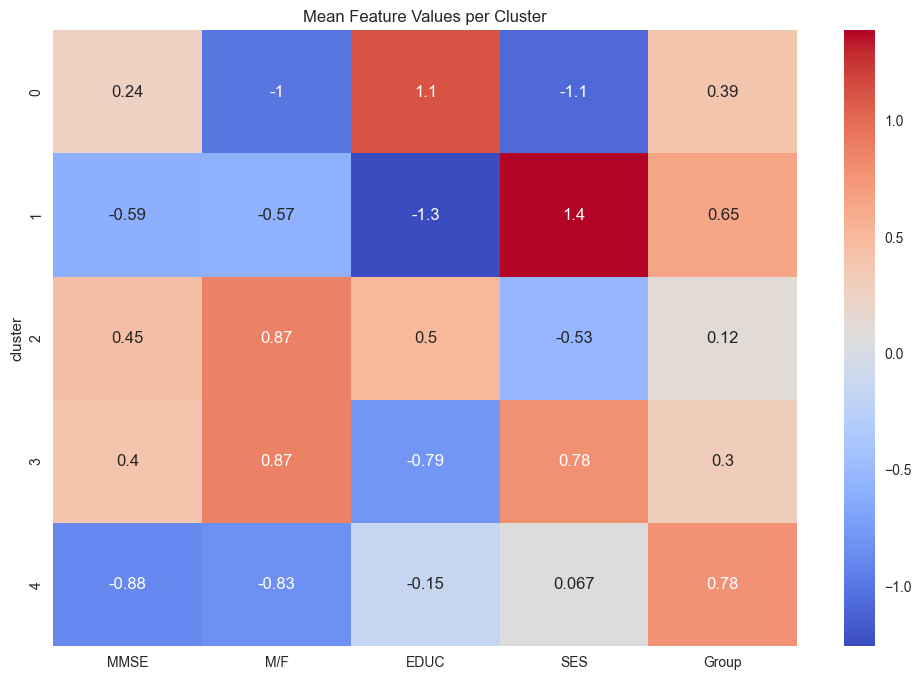 Mean Feature Values per Cluster
0 0.24 -1 1.1 -1.1 0.39
1 -0.59 -0.57 -1.3 1.4 0.65
2 0.45 0.87 0.5 -0.53 0.12
3 0.4 0.87 -0.79 0.78 0.3
4 -0.88 -0.83 -0.15 0.067 0.78
cluster
MMSE M/F EDUC SES Group
1.0
0.5
0.0
−0.5
−1.0